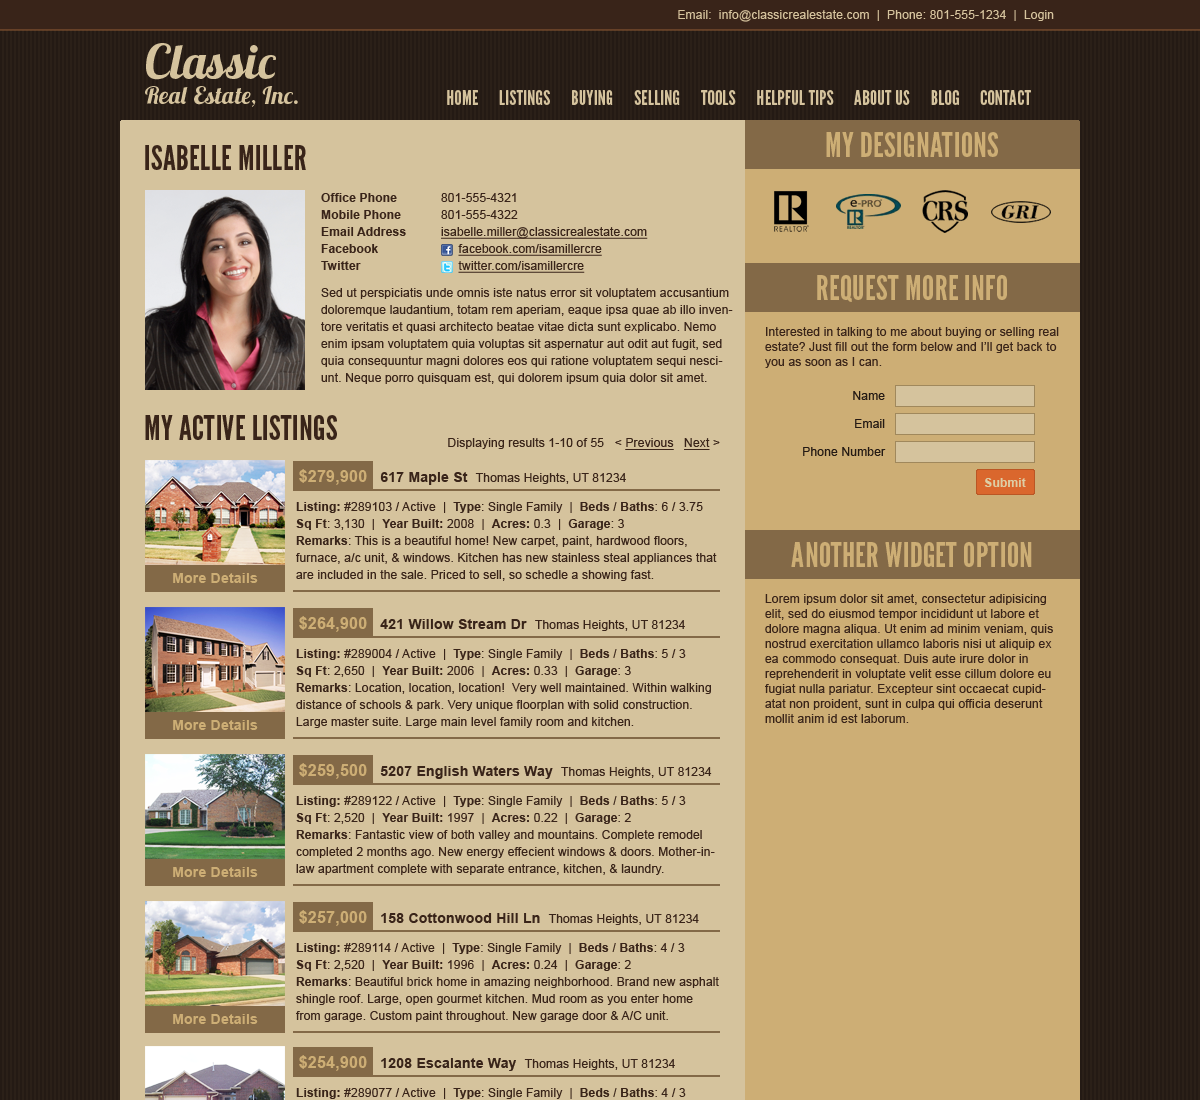 Email: info@classicrealestate.com | Phone: 801-555-1234 | Login
Classic
Real Estate, Inc.
HOME LISTINGS BUYING SELLING TOOLS HELPFUL TIPS ABOUT US BLOG CONTACT
ISABELLE MILLER
Office Phone 801-555-4321
Mobile Phone 801-555-4322
Email Address isabelle.miller@classicrealestate.com
Facebook facebook.com/isamillercre
Twitter t twitter.com/isamillercre
Sed ut perspiciatis unde omnis iste natus error sit voluptatem accusantium
doloremque laudantium, totam rem aperiam, eaque ipsa quae ab illo inven-
tore veritatis et quasi architecto beatae vitae dicta sunt explicabo. Nemo
enim ipsam voluptatem quia voluptas sit aspernatur aut odit aut fugit, sed
quia consequuntur magni dolores eos qui ratione voluptatem sequi nesci-
unt. Neque porro quisquam est, qui dolorem ipsum quia dolor sit amet.
MY ACTIVE LISTINGS
Displaying results 1-10 of 55 < Previous Next >
$279,900 617 Maple St Thomas Heights, UT 81234
Listing: #289103 / Active | Type: Single Family | Beds / Baths: 6 / 3.75
Sq Ft: 3,130 | Year Built: 2008 | Acres: 0.3 | Garage: 3
Remarks: This is a beautiful home! New carpet, paint, hardwood floors,
furnace, a/c unit, & windows. Kitchen has new stainless steal appliances that
are included in the sale. Priced to sell, so schedle a showing fast.
More Details
$264,900 421 Willow Stream Dr Thomas Heights, UT 81234
Listing: #289004 / Active | Type: Single Family | Beds / Baths: 5 / 3
Sq Ft: 2,650 | Year Built: 2006 | Acres: 0.33 | Garage: 3
Remarks: Location, location, location! Very well maintained. Within walking
distance of schools & park. Very unique floorplan with solid construction.
Large master suite. Large main level family room and kitchen.
More Details
$259,500 5207 English Waters Way Thomas Heights, UT 81234
Listing: #289122 / Active | Type: Single Family | Beds / Baths: 5 / 3
Sq Ft: 2,520 | Year Built: 1997 | Acres: 0.22 | Garage: 2
Remarks: Fantastic view of both valley and mountains. Complete remodel
completed 2 months ago. New energy effecient windows & doors. Mother-in-
law apartment complete with separate entrance, kitchen, & laundry.
More Details
$257,000 158 Cottonwood Hill Ln Thomas Heights, UT 81234
Listing: #289114 / Active | Type: Single Family | Beds / Baths: 4 / 3
Sq Ft: 2,520 | Year Built: 1996 | Acres: 0.24 | Garage: 2
Remarks: Beautiful brick home in amazing neighborhood. Brand new asphalt
shingle roof. Large, open gourmet kitchen. Mud room as you enter home
from garage. Custom paint throughout. New garage door & A/C unit.
More Details
$254,900 1208 Escalante Way Thomas Heights, UT 81234
Listing: #289077 / Active | Type: Single Family | Beds / Baths: 4 / 3
MY DESIGNATIONS
R REALTOR®
e-PRO® R REALTOR
CRS
GRI
REQUEST MORE INFO
Interested in talking to me about buying or selling real
estate? Just fill out the form below and I'll get back to
you as soon as I can.
Name
Email
Phone Number
Submit
ANOTHER WIDGET OPTION
Lorem ipsum dolor sit amet, consectetur adipisicing
elit, sed do eiusmod tempor incididunt ut labore et
dolore magna aliqua. Ut enim ad minim veniam, quis
nostrud exercitation ullamco laboris nisi ut aliquip ex
ea commodo consequat. Duis aute irure dolor in
reprehenderit in voluptate velit esse cillum dolore eu
fugiat nulla pariatur. Excepteur sint occaecat cupid-
atat non proident, sunt in culpa qui officia deserunt
mollit anim id est laborum.